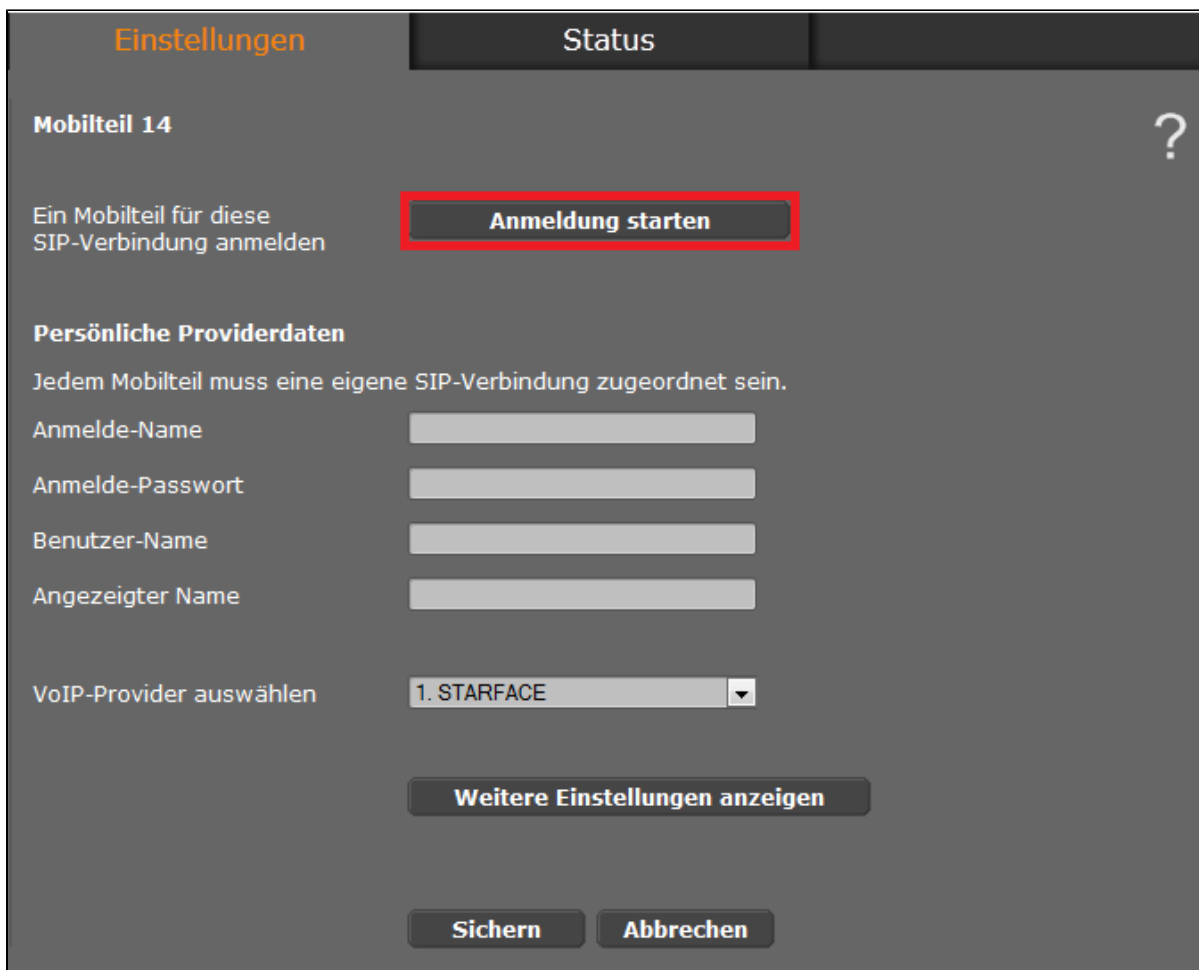 Einstellungen
Status
Mobilteil 14
?
Ein Mobilteil für diese
SIP-Verbindung anmelden
Anmeldung starten
Persönliche Providerdaten
Jedem Mobilteil muss eine eigene SIP-Verbindung zugeordnet sein.
Anmelde-Name
Anmelde-Passwort
Benutzer-Name
Angezeigter Name
VoIP-Provider auswählen
1. STARFACE
Weitere Einstellungen anzeigen
Sichern
Abbrechen